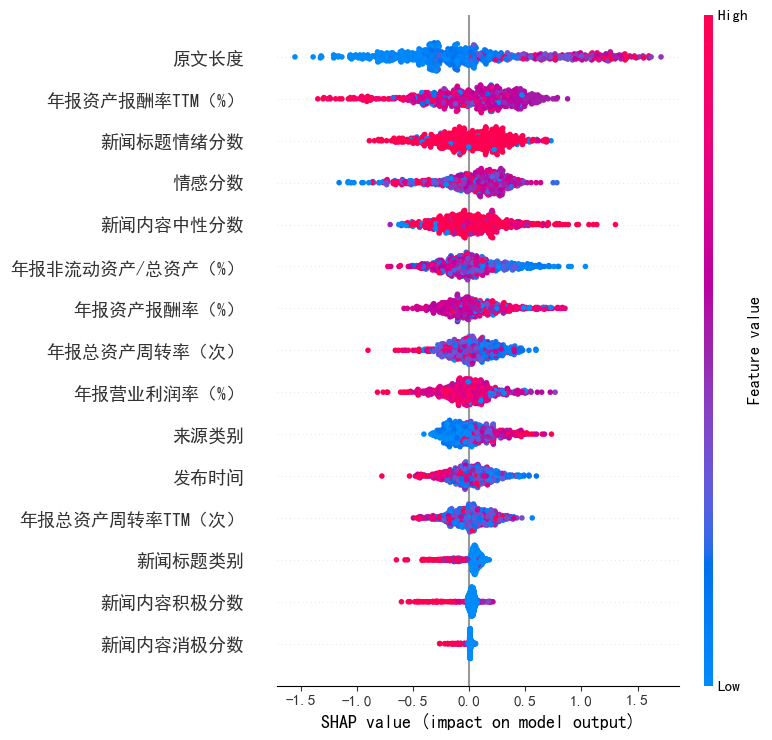 High
原文长度
年报资产报酬率TTM（%）
新闻标题情绪分数
情感分数
新闻内容中性分数
年报非流动资产/总资产（%）
年报资产报酬率（%）
年报总资产周转率（次）
年报营业利润率（%）
来源类别
发布时间
年报总资产周转率TTM（次）
新闻标题类别
新闻内容积极分数
新闻内容消极分数
Feature value
Low
−1.5 −1.0 −0.5 0.0 0.5 1.0 1.5
SHAP value (impact on model output)